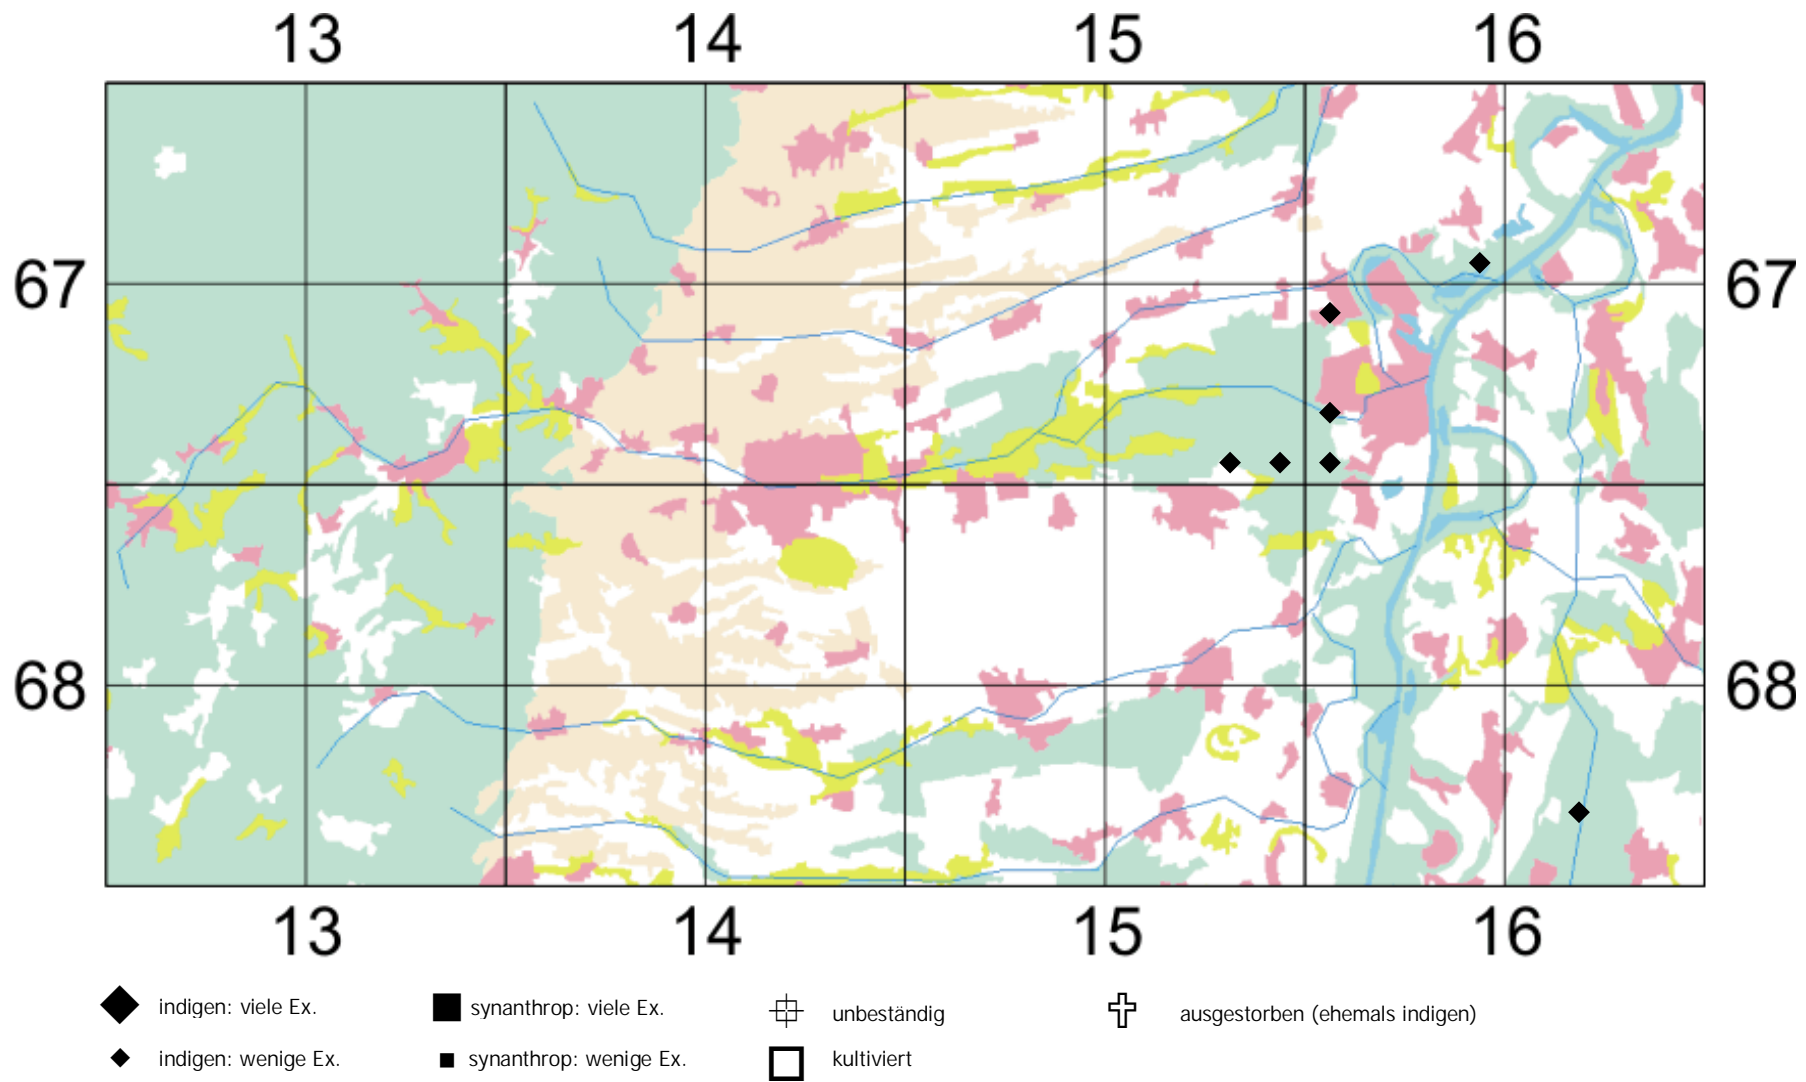 13 14 15 16
67 67
68 68
13 14 15 16
indigen: viele Ex. synanthrop: viele Ex. unbeständig ausgestorben (ehemals indigen)
indigen: wenige Ex. synanthrop: wenige Ex. kultiviert